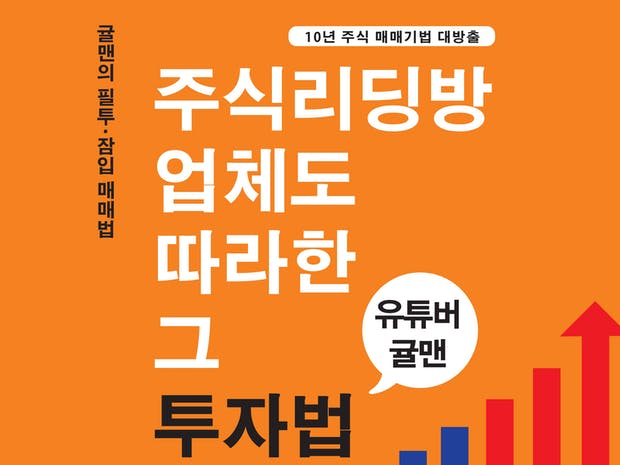 귤맨의 필투·잠입 매매법
10년 주식 매매기법 대방출
주식리딩방
업체도
따라한
그
투자법
유튜버
귤맨